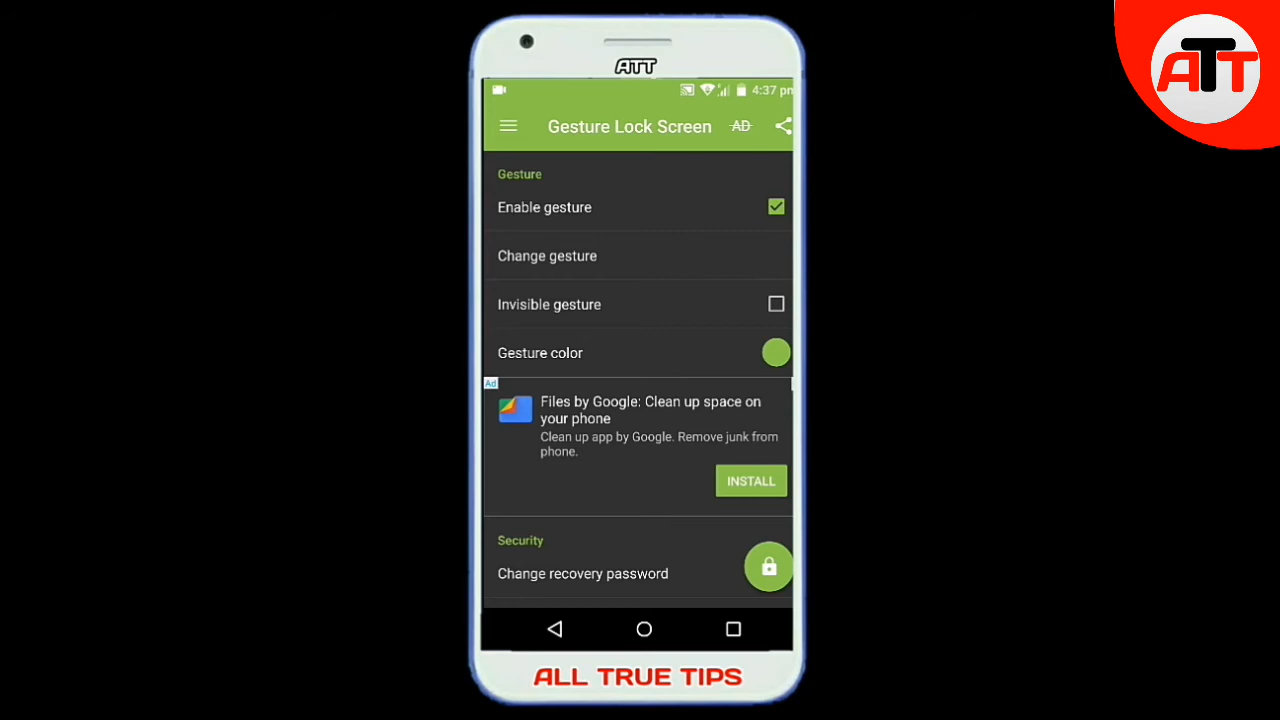 ATT
ATT
4:37 pm
Gesture Lock Screen AD
Gesture
Enable gesture
Change gesture
Invisible gesture
Gesture color
Ad
Files by Google: Clean up space on
your phone
Clean up app by Google. Remove junk from
phone.
INSTALL
Security
Change recovery password
ALL TRUE TIPS